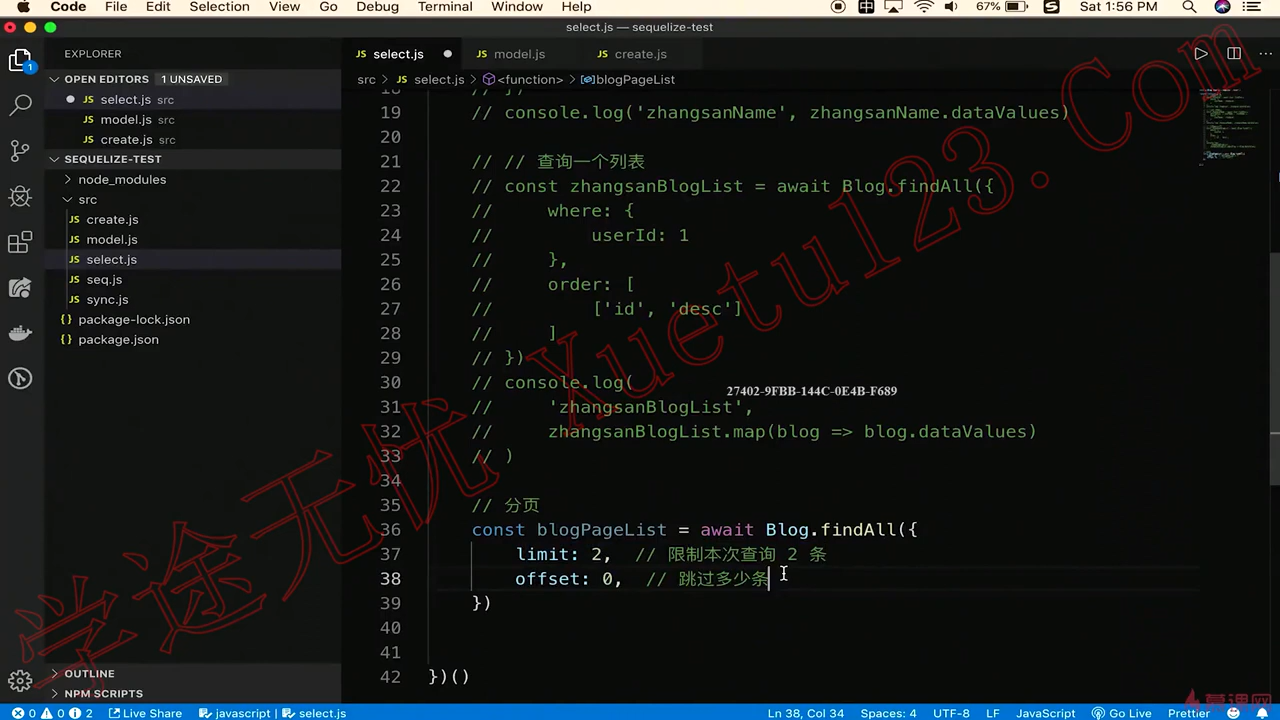 Code File Edit Selection View Go Debug Terminal Window Help 67% Sat 1:56 PM
select.js — sequelize-test
EXPLORER
OPEN EDITORS 1 UNSAVED
select.js src
model.js src
create.js src
SEQUELIZE-TEST
node_modules
src
create.js
model.js
select.js
seq.js
sync.js
package-lock.json
package.json
OUTLINE
NPM SCRIPTS
select.js model.js create.js
src > select.js > <function> > blogPageList
18 // })
19 // console.log('zhangsanName', zhangsanName.dataValues)
20
21 // // 查询一个列表
22 // const zhangsanBlogList = await Blog.findAll({
23 // where: {
24 // userId: 1
25 // },
26 // order: [
27 // ['id', 'desc']
28 // ]
29 // })
30 // console.log(
31 // 'zhangsanBlogList',
32 // zhangsanBlogList.map(blog => blog.dataValues)
33 // )
34
35 // 分页
36 const blogPageList = await Blog.findAll({
37 limit: 2, // 限制本次查询 2 条
38 offset: 0, // 跳过多少条
39 })
40
41
42 })()
27402-9FBB-144C-0E4B-F689
学途无忧 Xuetu123.Com
慕课网
0 0 2 Live Share javascript | select.js Ln 38, Col 34 Spaces: 4 UTF-8 LF JavaScript Go Live Prettier